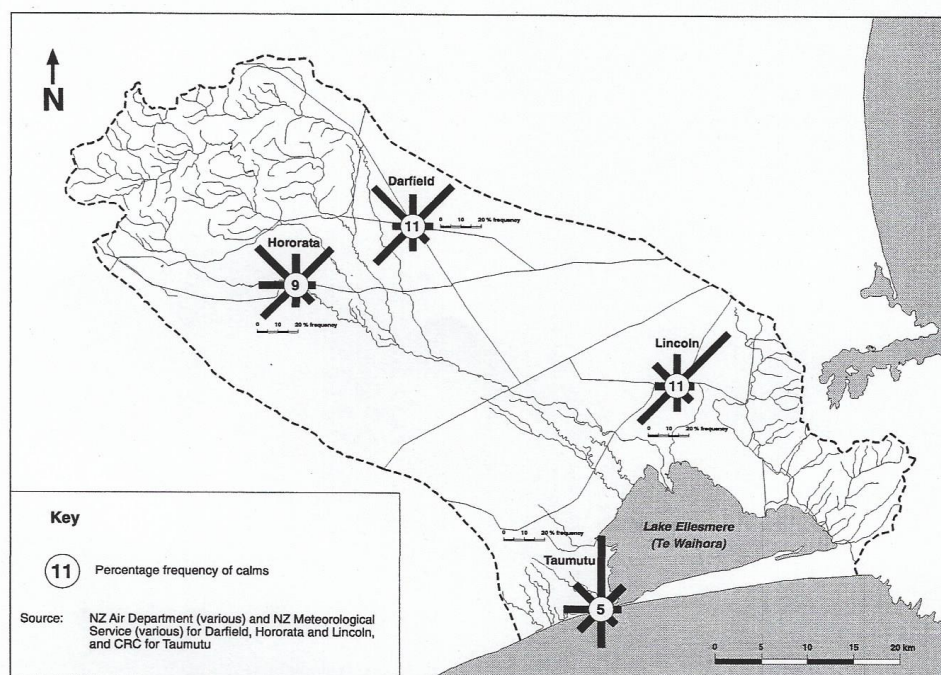 N
Darfield
11
0 10 20 % frequency
Hororata
9
0 10 20 % frequency
Lincoln
11
0 10 20 % frequency
0 10 20 % frequency
Taumutu
5
Lake Ellesmere
(Te Waihora)
0 5 10 15 20 km
Key
11 Percentage frequency of calms
Source: NZ Air Department (various) and NZ Meteorological
Service (various) for Darfield, Hororata and Lincoln,
and CRC for Taumutu